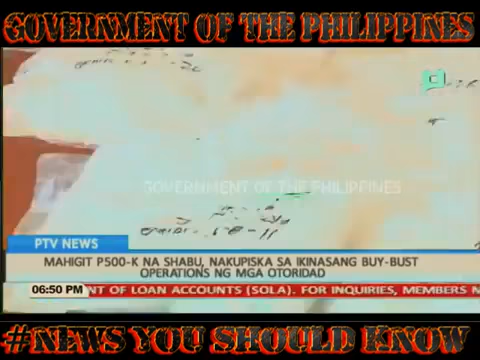 GOVERNMENT OF THE PHILIPPINES
GOVERNMENT OF THE PHILIPPINES
PTV NEWS
MAHIGIT P500-K NA SHABU, NAKUPISKA SA IKINASANG BUY-BUST
OPERATIONS NG MGA OTORIDAD
06:50 PM
NT OF LOAN ACCOUNTS (SOLA). FOR INQUIRIES, MEMBERS M
#NEWS YOU SHOULD KNOW